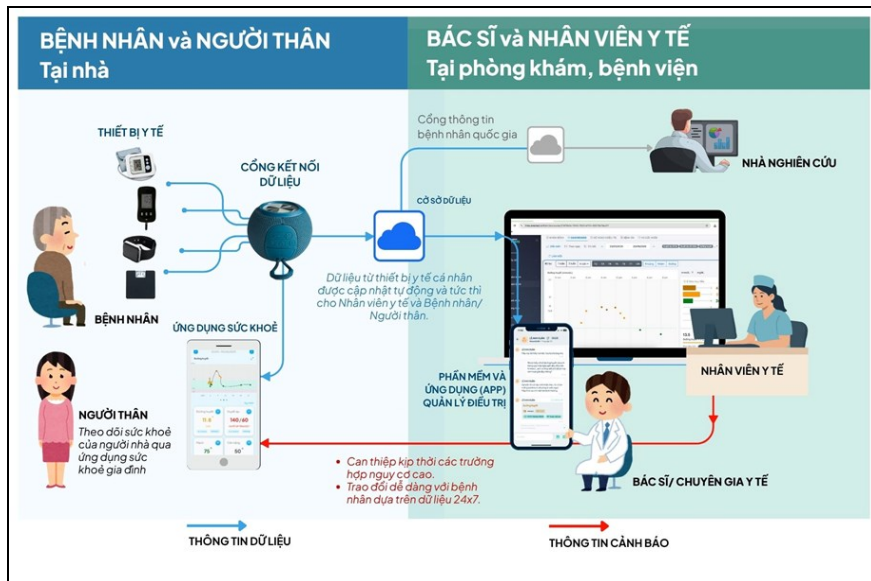 BỆNH NHÂN và NGƯỜI THÂN
Tại nhà
BÁC SĨ và NHÂN VIÊN Y TẾ
Tại phòng khám, bệnh viện
THIẾT BỊ Y TẾ
CỔNG KẾT NỐI
DỮ LIỆU
Cổng thông tin
bệnh nhân quốc gia
NHÀ NGHIÊN CỨU
CƠ SỞ DỮ LIỆU
Dữ liệu từ thiết bị y tế cá nhân
được cập nhật tự động và tức thì
cho Nhân viên y tế và Bệnh nhân/
Người thân.
BỆNH NHÂN
ỨNG DỤNG SỨC KHOẺ
11.6
140/60
75
50
NGƯỜI THÂN
Theo dõi sức khoẻ
của người nhà qua
ứng dụng sức
khoẻ gia đình
PHẦN MỀM VÀ
ỨNG DỤNG (APP)
QUẢN LÝ ĐIỀU TRỊ
NHÂN VIÊN Y TẾ
• Can thiệp kịp thời các trường
hợp nguy cơ cao.
• Trao đổi dễ dàng với bệnh
nhân dựa trên dữ liệu 24x7.
BÁC SĨ/ CHUYÊN GIA Y TẾ
THÔNG TIN DỮ LIỆU
THÔNG TIN CẢNH BÁO